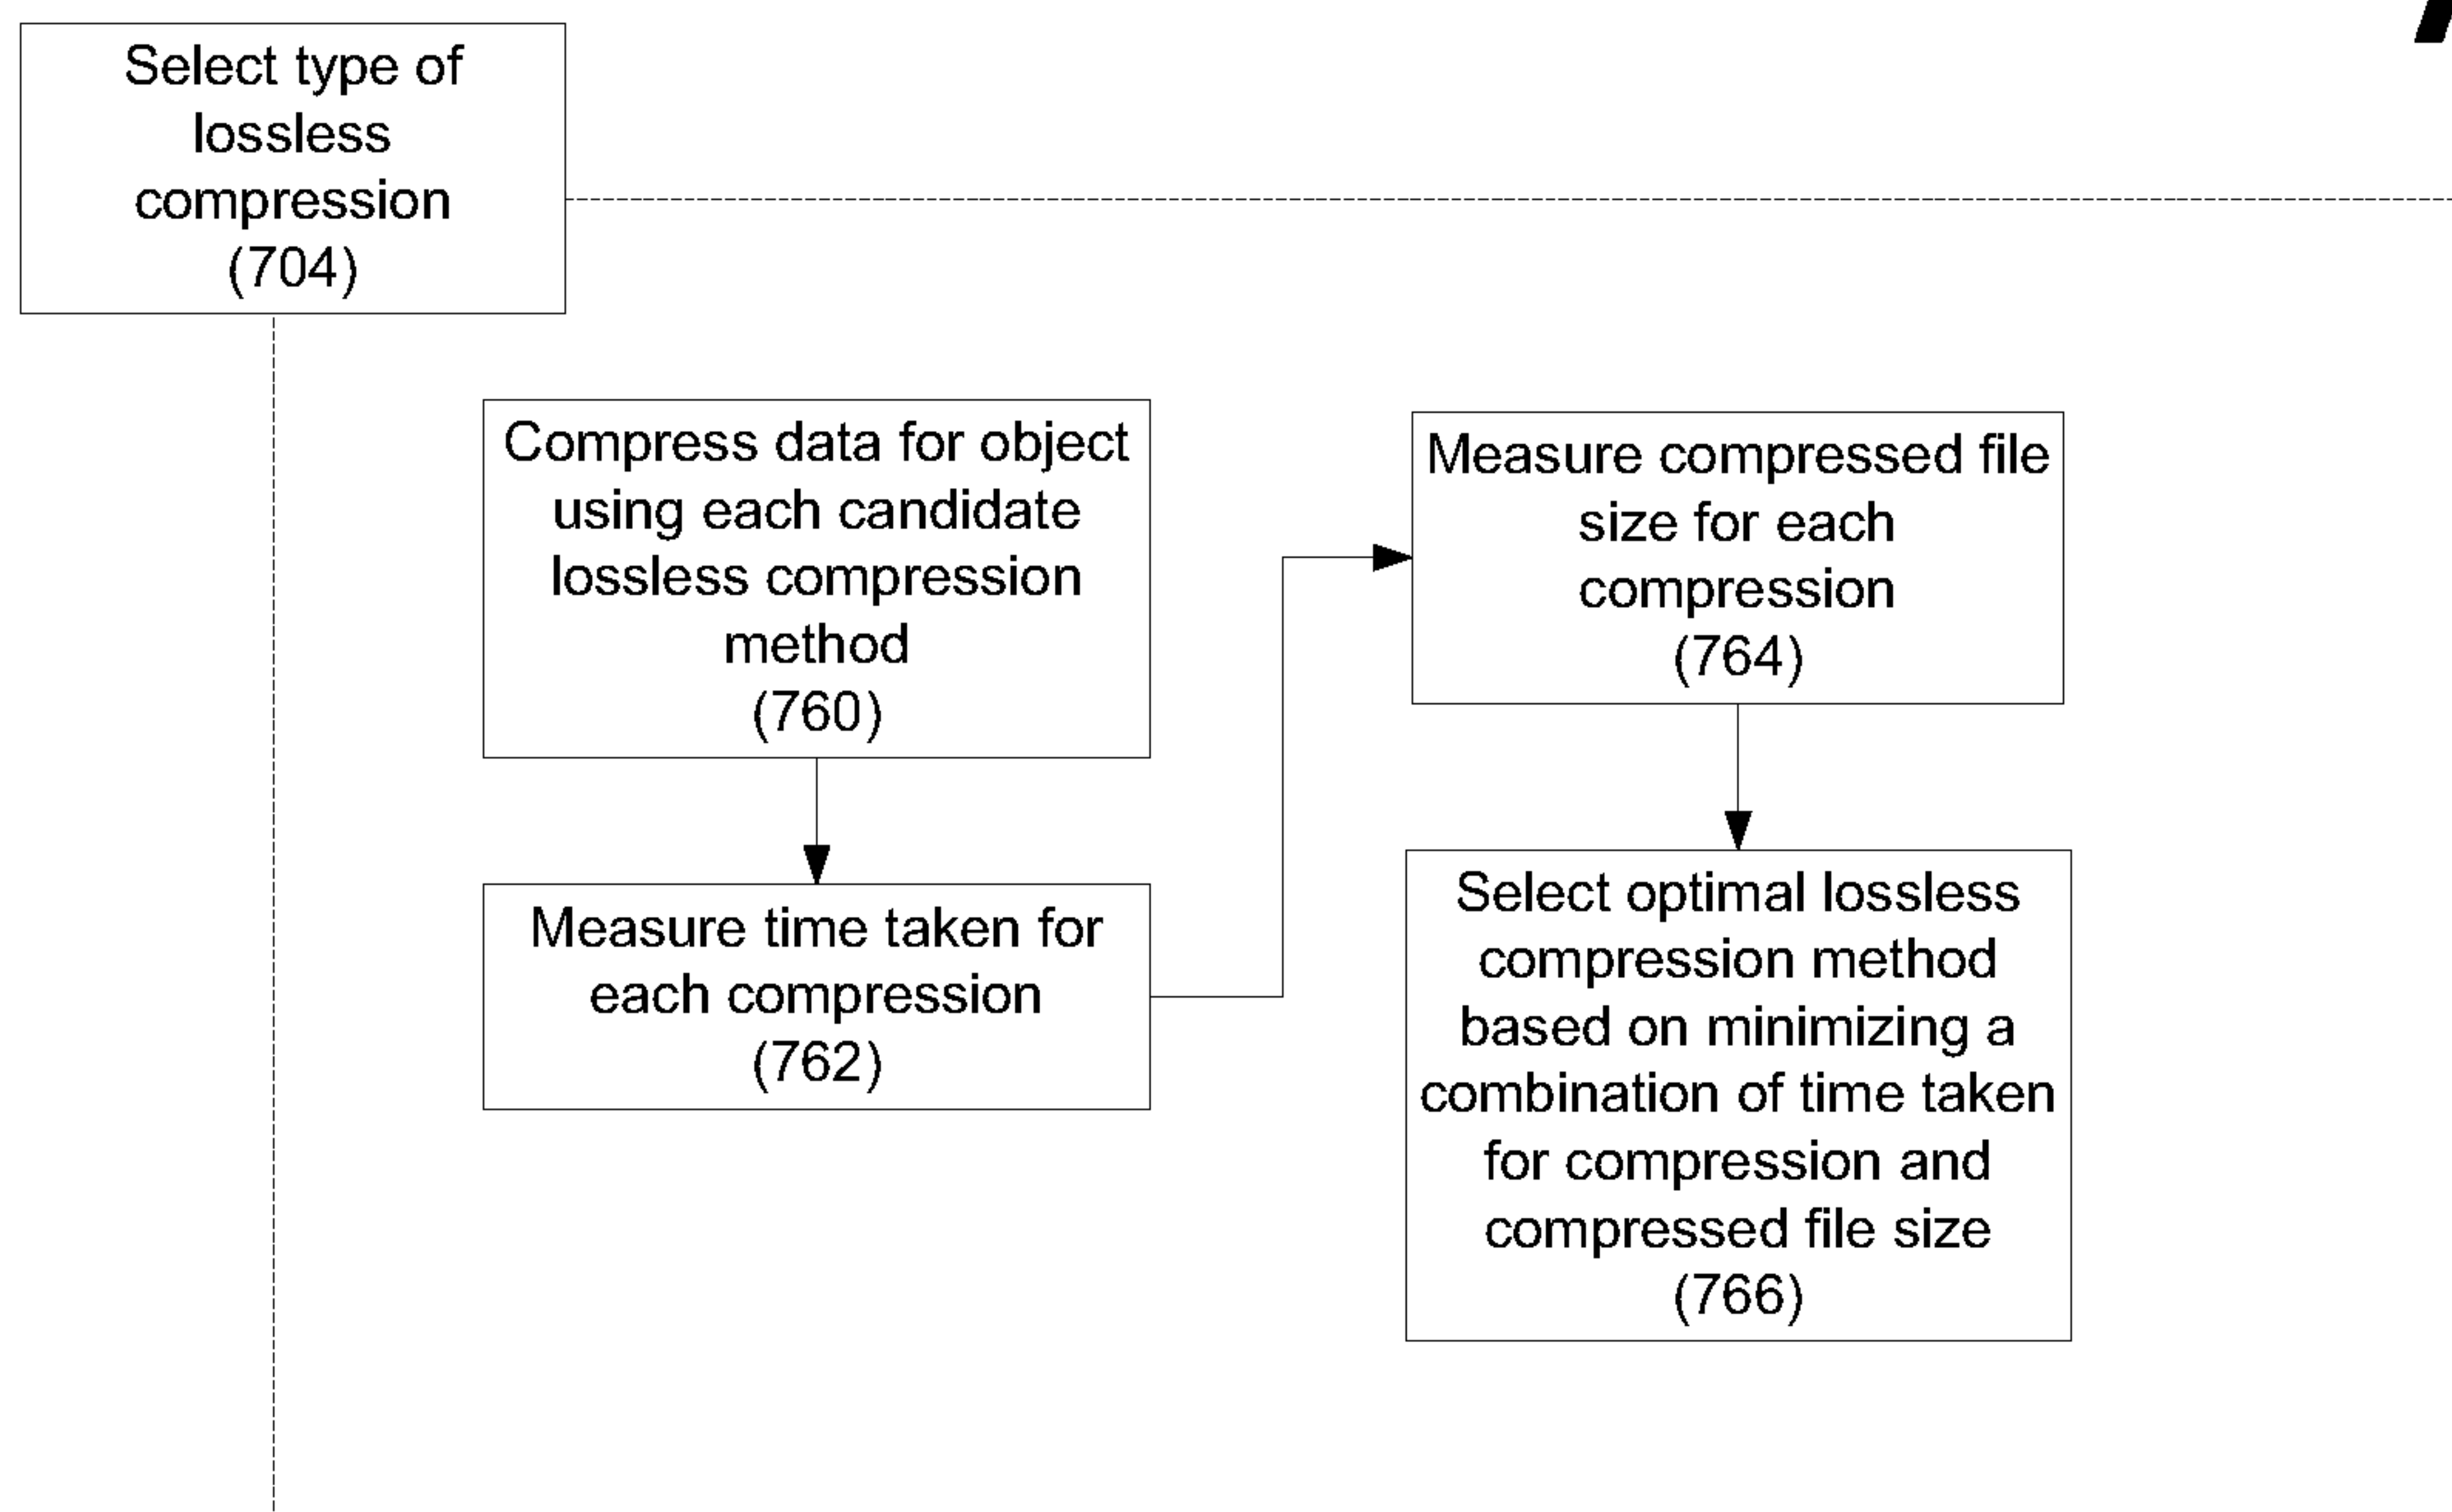 Select type of
lossless
compression
(704)
Compress data for object
using each candidate
lossless compression
method
(760)
Measure time taken for
each compression
(762)
Measure compressed file
size for each
compression
(764)
Select optimal lossless
compression method
based on minimizing a
combination of time taken
for compression and
compressed file size
(766)